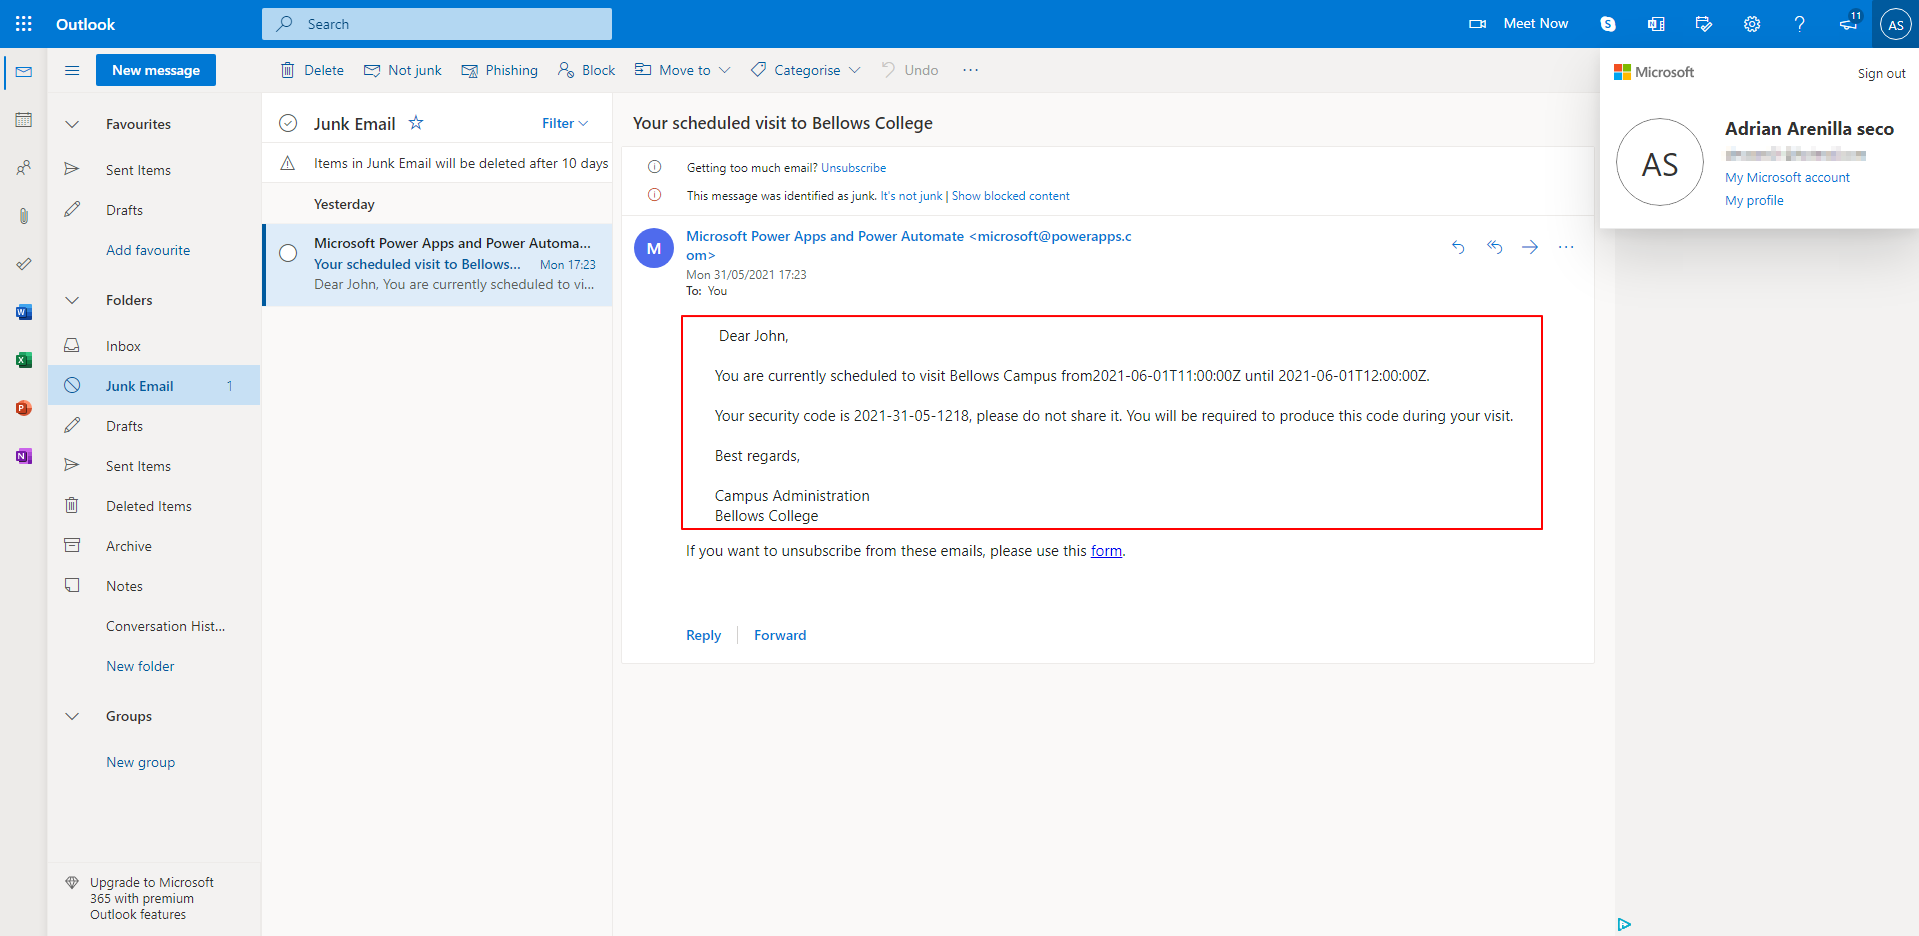 Outlook
Search
Meet Now
11
AS
New message
Delete
Not junk
Phishing
Block
Move to
Categorise
Undo
Microsoft
Sign out
AS
Adrian Arenilla seco
My Microsoft account
My profile
Favourites
Sent Items
Drafts
Add favourite
Folders
Inbox
Junk Email 1
Drafts
Sent Items
Deleted Items
Archive
Notes
Conversation Hist...
New folder
Groups
New group
Upgrade to Microsoft
365 with premium
Outlook features
Junk Email
Filter
Items in Junk Email will be deleted after 10 days
Yesterday
Microsoft Power Apps and Power Automa...
Your scheduled visit to Bellows... Mon 17:23
Dear John, You are currently scheduled to vi...
Your scheduled visit to Bellows College
Getting too much email? Unsubscribe
This message was identified as junk. It's not junk | Show blocked content
M
Microsoft Power Apps and Power Automate <microsoft@powerapps.c
om>
Mon 31/05/2021 17:23
To: You
Dear John,
You are currently scheduled to visit Bellows Campus from2021-06-01T11:00:00Z until 2021-06-01T12:00:00Z.
Your security code is 2021-31-05-1218, please do not share it. You will be required to produce this code during your visit.
Best regards,
Campus Administration
Bellows College
If you want to unsubscribe from these emails, please use this form.
Reply
Forward